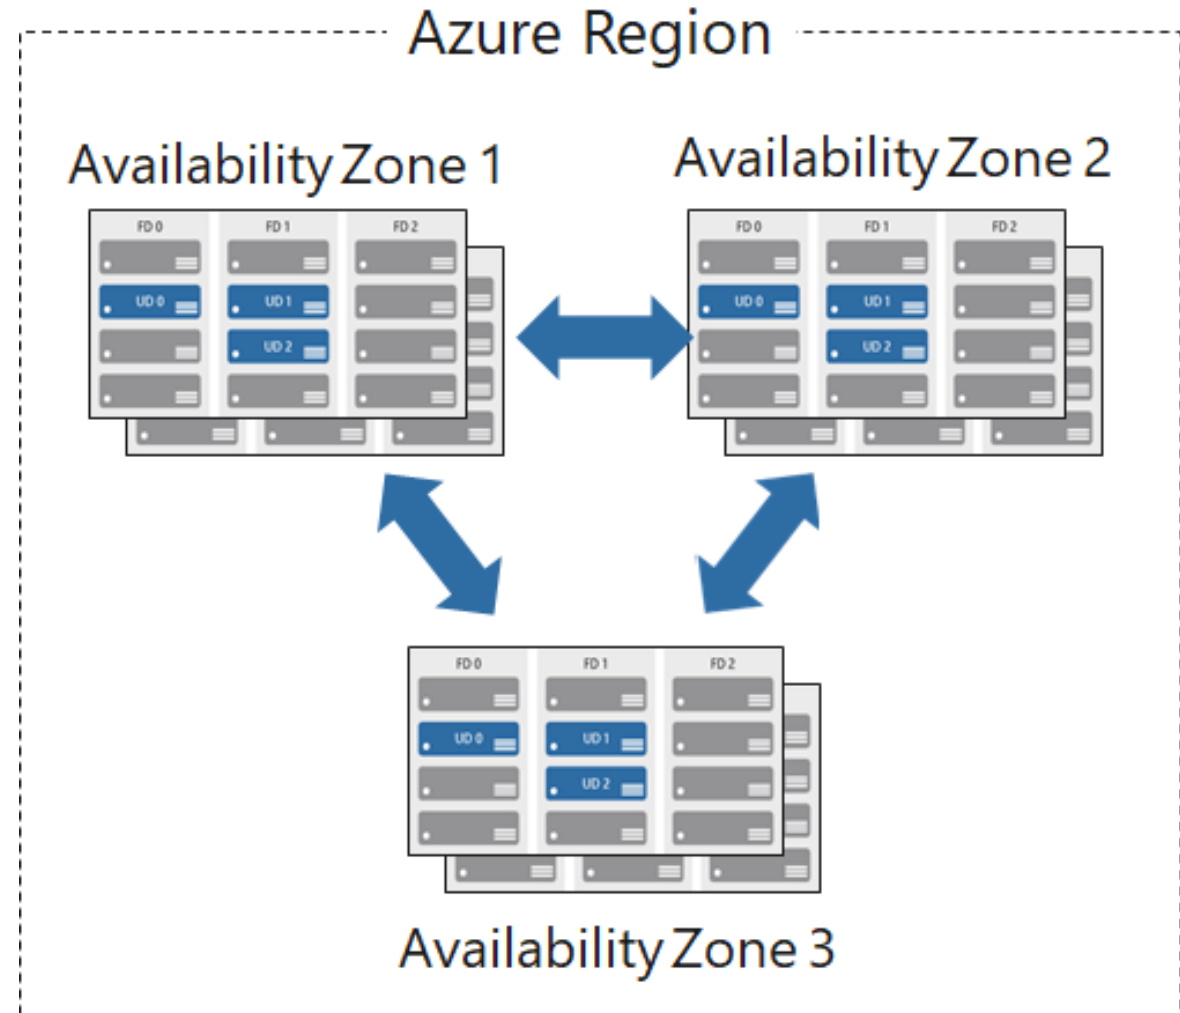 Azure Region
Availability Zone 1
Availability Zone 2
FD 0 FD 1 FD 2
UD 0 UD 1
UD 2
FD 0 FD 1 FD 2
UD 0 UD 1
UD 2
FD 0 FD 1 FD 2
UD 0 UD 1
UD 2
Availability Zone 3